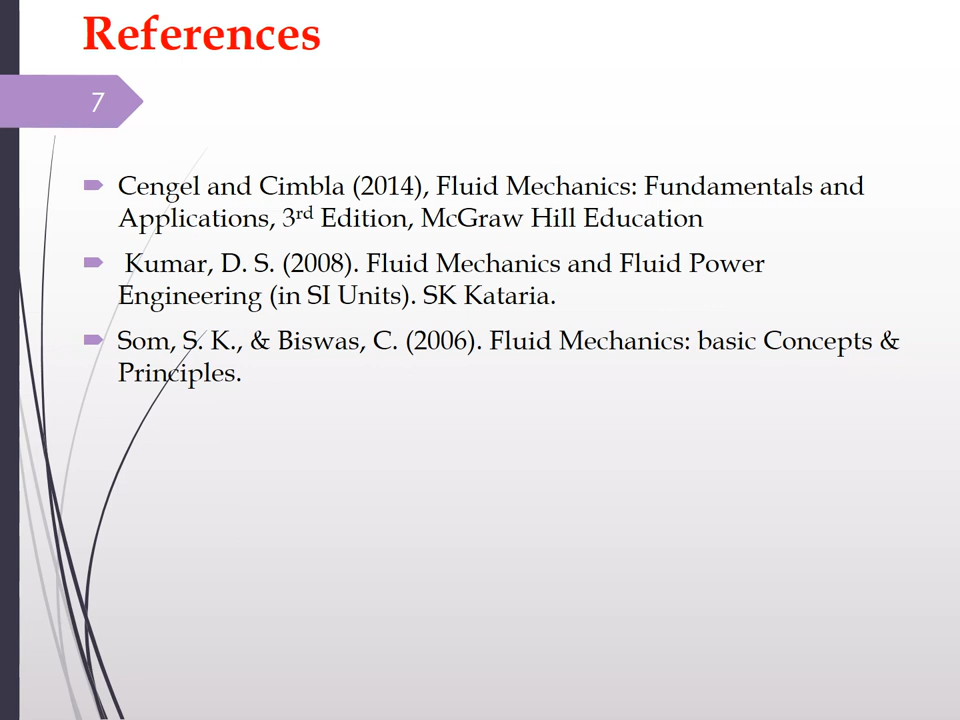 References
7
Cengel and Cimbla (2014), Fluid Mechanics: Fundamentals and
Applications, 3rd Edition, McGraw Hill Education
Kumar, D. S. (2008). Fluid Mechanics and Fluid Power
Engineering (in SI Units). SK Kataria.
Som, S. K., & Biswas, C. (2006). Fluid Mechanics: basic Concepts &
Principles.